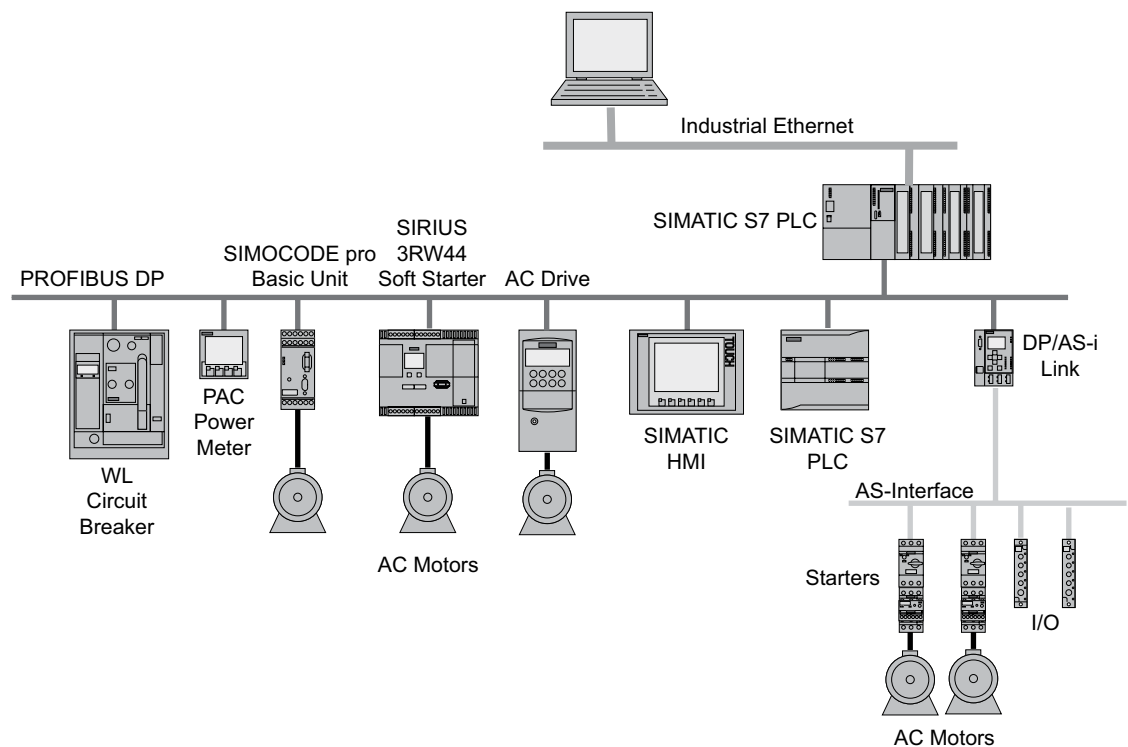 Industrial Ethernet
SIMATIC S7 PLC
PROFIBUS DP
SIMOCODE pro
Basic Unit
SIRIUS
3RW44
Soft Starter
AC Drive
TOUCH
DP/AS-i
Link
WL
Circuit
Breaker
PAC
Power
Meter
SIMATIC
HMI
SIMATIC S7
PLC
AC Motors
AS-Interface
Starters
I/O
AC Motors